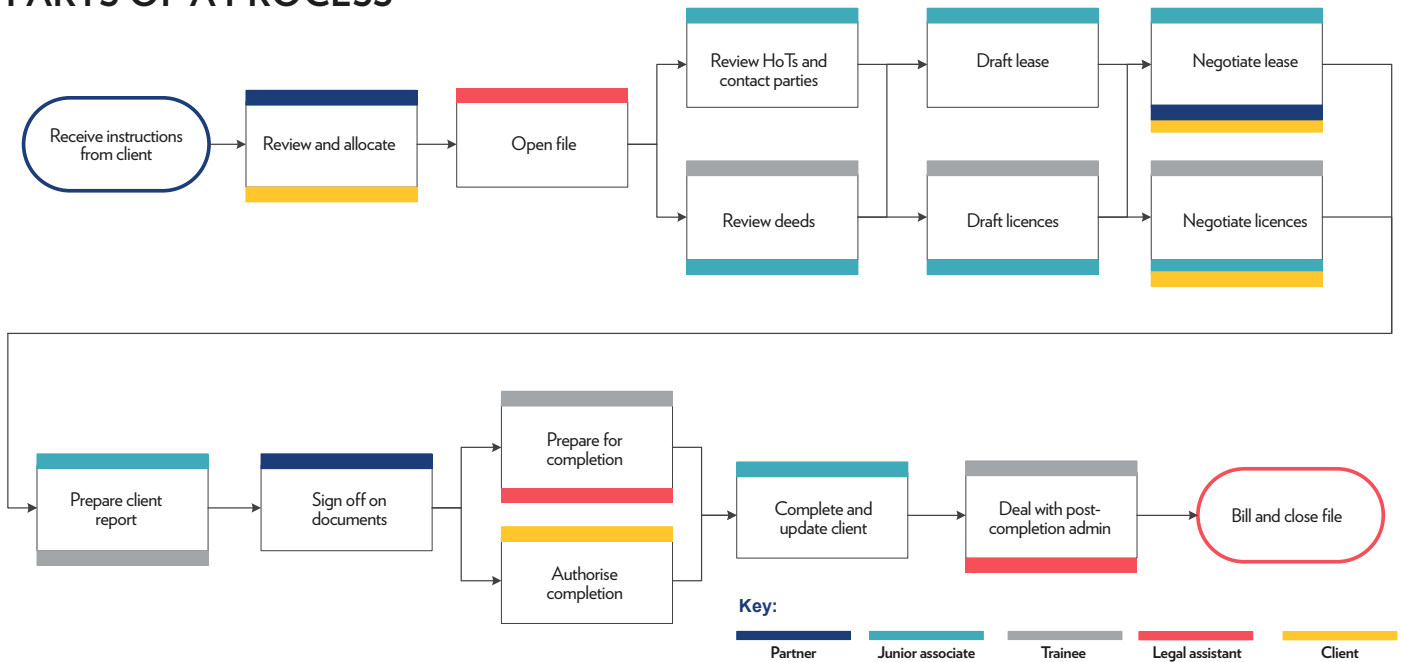 PARTS OF A PROCESS
Receive instructions
from client
Review and allocate
Open file
Review HoTs and
contact parties
Draft lease
Negotiate lease
Review deeds
Draft licences
Negotiate licences
Prepare client
report
Sign off on
documents
Prepare for
completion
Authorise
completion
Complete and
update client
Deal with post-
completion admin
Bill and close file
Key:
Partner
Junior associate
Trainee
Legal assistant
Client